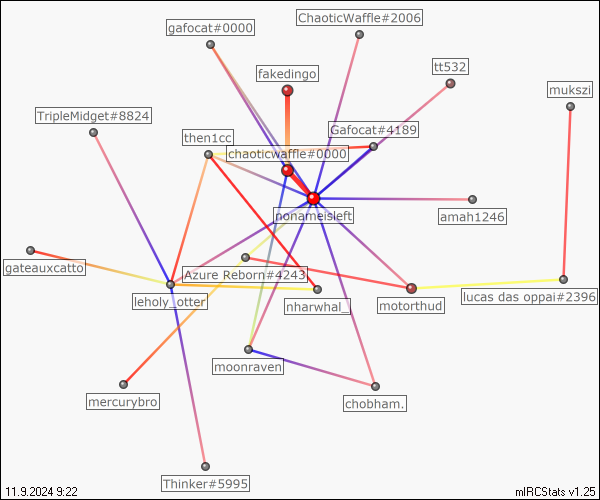 ChaoticWaffle#2006
gafocat#0000
tt532
fakedingo
mukszi
TripleMidget#8824
Gafocat#4189
then1cc
chaoticwaffle#0000
nonameisleft
amah1246
gateauxcatto
Azure Reborn#4243
leholy_otter
nharwhal_
motorthud
lucas das oppai#2396
moonraven
mercurybro
chobham.
Thinker#5995
11.9.2024 9:22
mIRCStats v1.25